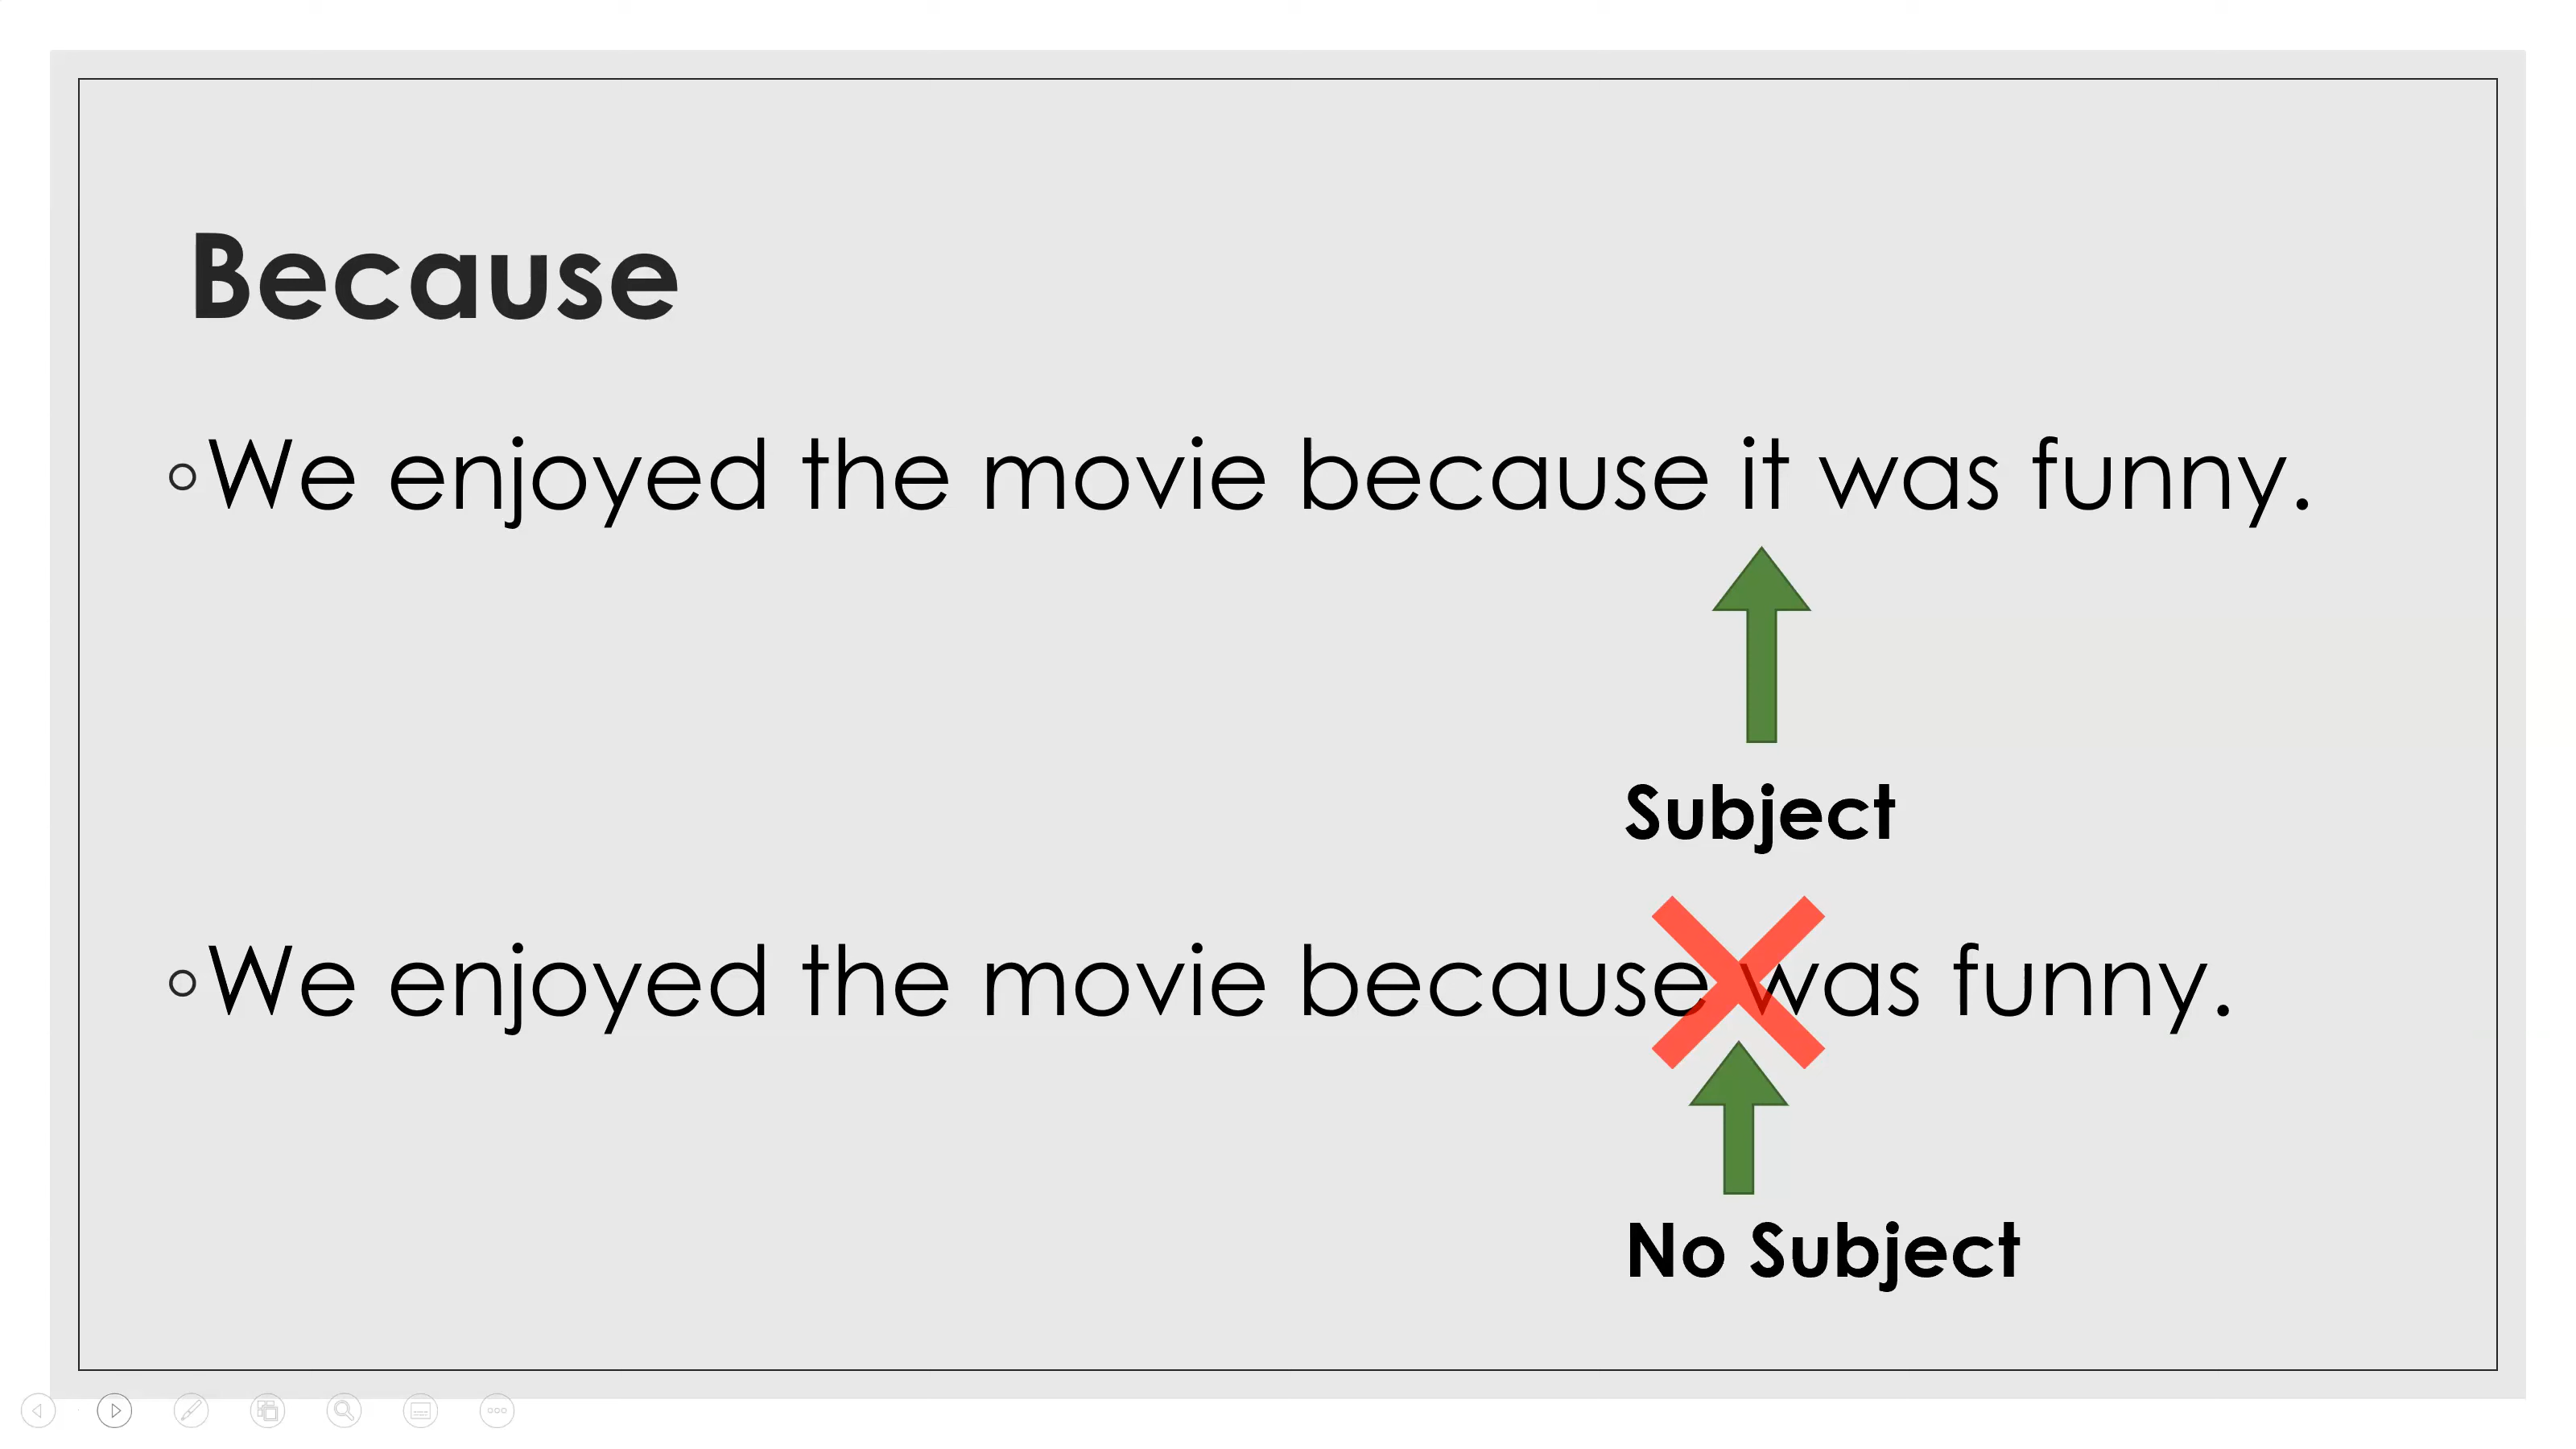 Because
◦We enjoyed the movie because it was funny.
Subject
◦We enjoyed the movie because was funny.
No Subject